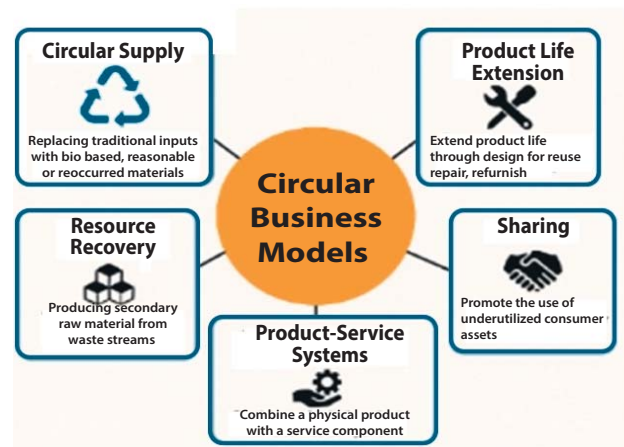 Circular Supply
Replacing traditional inputs
with bio based, reasonable
or reoccurred materials
Product Life
Extension
Extend product life
through design for reuse
repair, refurnish
Circular
Business
Models
Resource
Recovery
Producing secondary
raw material from
waste streams
Sharing
Promote the use of
underutilized consumer
assets
Product-Service
Systems
Combine a physical product
with a service component